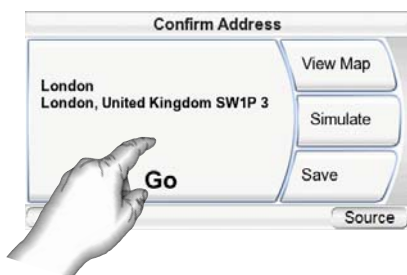 Confirm Address
London
London, United Kingdom SW1P 3
Go
View Map
Simulate
Save
Source